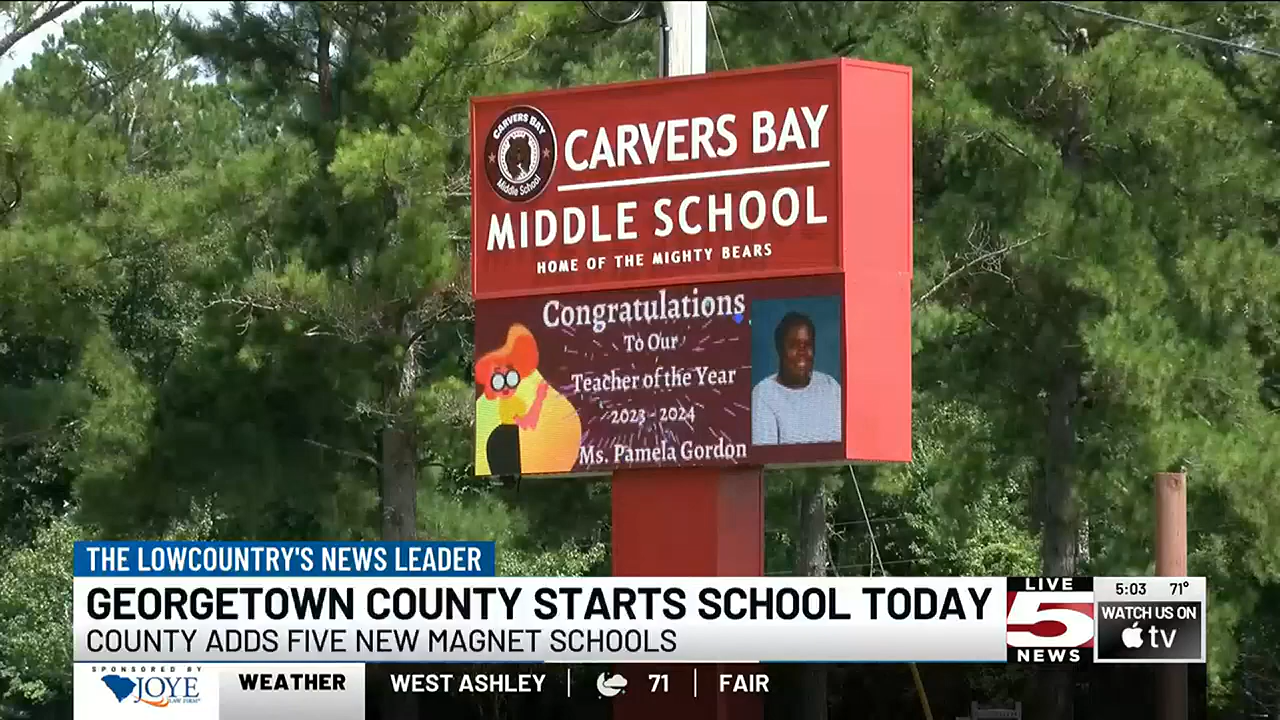 CARVERS BAY
Middle School
CARVERS BAY
MIDDLE SCHOOL
HOME OF THE MIGHTY BEARS
Congratulations
To Our
Teacher of the Year
2023 - 2024
Ms. Pamela Gordon
THE LOWCOUNTRY'S NEWS LEADER
GEORGETOWN COUNTY STARTS SCHOOL TODAY
COUNTY ADDS FIVE NEW MAGNET SCHOOLS
LIVE
5
NEWS
5:03 71°
WATCH US ON
tv
SPONSORED BY
JOYE
LAW FIRM
WEATHER
WEST ASHLEY | 71 | FAIR